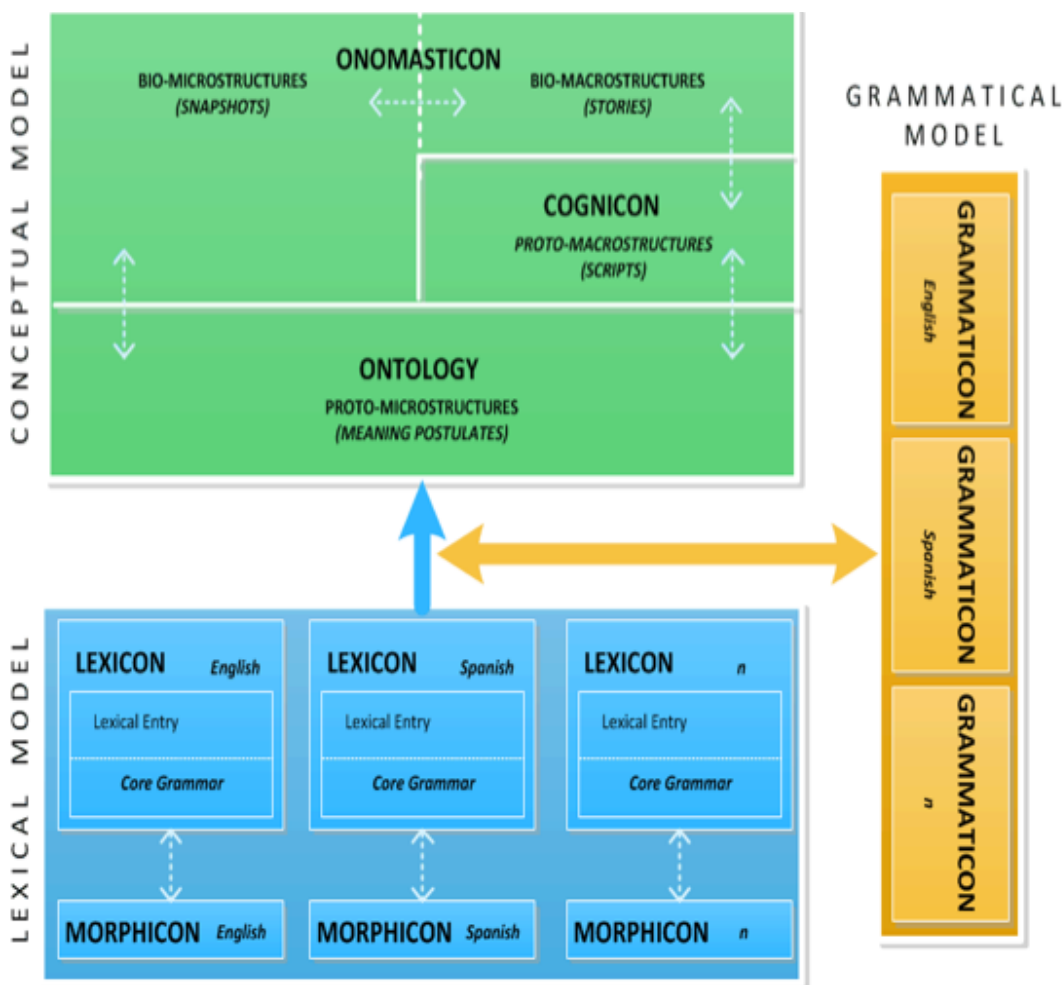 CONCEPTUAL MODEL
ONOMASTICON
BIO-MICROSTRUCTURES
(SNAPSHOTS)
BIO-MACROSTRUCTURES
(STORIES)
COGNICON
PROTO-MACROSTRUCTURES
(SCRIPTS)
ONTOLOGY
PROTO-MICROSTRUCTURES
(MEANING POSTULATES)
GRAMMATICAL
MODEL
GRAMMATICON
English
GRAMMATICON
Spanish
GRAMMATICON
n
LEXICAL MODEL
LEXICON English
Lexical Entry
Core Grammar
MORPHICON English
LEXICON Spanish
Lexical Entry
Core Grammar
MORPHICON Spanish
LEXICON n
Lexical Entry
Core Grammar
MORPHICON n